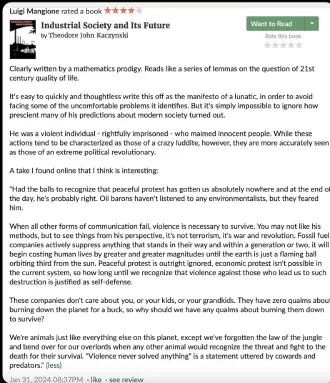 Luigi Mangione rated a book ★★★★☆
Industrial Society and Its Future
by Theodore John Kaczynski
Want to Read
Rate this book
Clearly written by a mathematics prodigy. Reads like a series of lemmas on the question of 21st
century quality of life.
It's easy to quickly and thoughtless write this off as the manifesto of a lunatic, in order to avoid
facing some of the uncomfortable problems it identifies. But it's simply impossible to ignore how
prescient many of his predictions about modern society turned out.
He was a violent individual - rightfully imprisoned - who maimed innocent people. While these
actions tend to be characterized as those of a crazy luddite, however, they are more accurately seen
as those of an extreme political revolutionary.
A take I found online that I think is interesting:
"Had the balls to recognize that peaceful protest has gotten us absolutely nowhere and at the end of
the day, he's probably right. Oil barons haven't listened to any environmentalists, but they feared
him.
When all other forms of communication fail, violence is necessary to survive. You may not like his
methods, but to see things from his perspective, it's not terrorism, it's war and revolution. Fossil fuel
companies actively suppress anything that stands in their way and within a generation or two, it will
begin costing human lives by greater and greater magnitudes until the earth is just a flaming ball
orbiting third from the sun. Peaceful protest is outright ignored, economic protest isn't possible in
the current system, so how long until we recognize that violence against those who lead us to such
destruction is justified as self-defense.
These companies don't care about you, or your kids, or your grandkids. They have zero qualms about
burning down the planet for a buck, so why should we have any qualms about burning them down
to survive?
We're animals just like everything else on this planet, except we've forgotten the law of the jungle
and bend over for our overlords when any other animal would recognize the threat and fight to the
death for their survival. "Violence never solved anything" is a statement uttered by cowards and
predators." (less)
Jan 31, 2024 08:37PM · like · see review